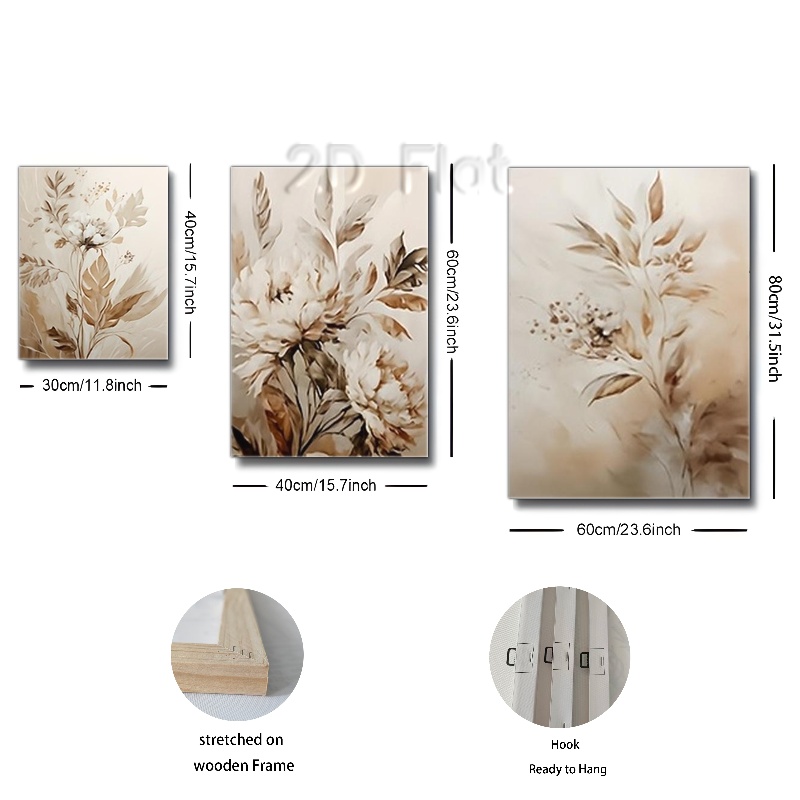 2D Flat
40cm/15.7inch
30cm/11.8inch
60cm/23.6inch
40cm/15.7inch
80cm/31.5inch
60cm/23.6inch
stretched on
wooden Frame
Hook
Ready to Hang